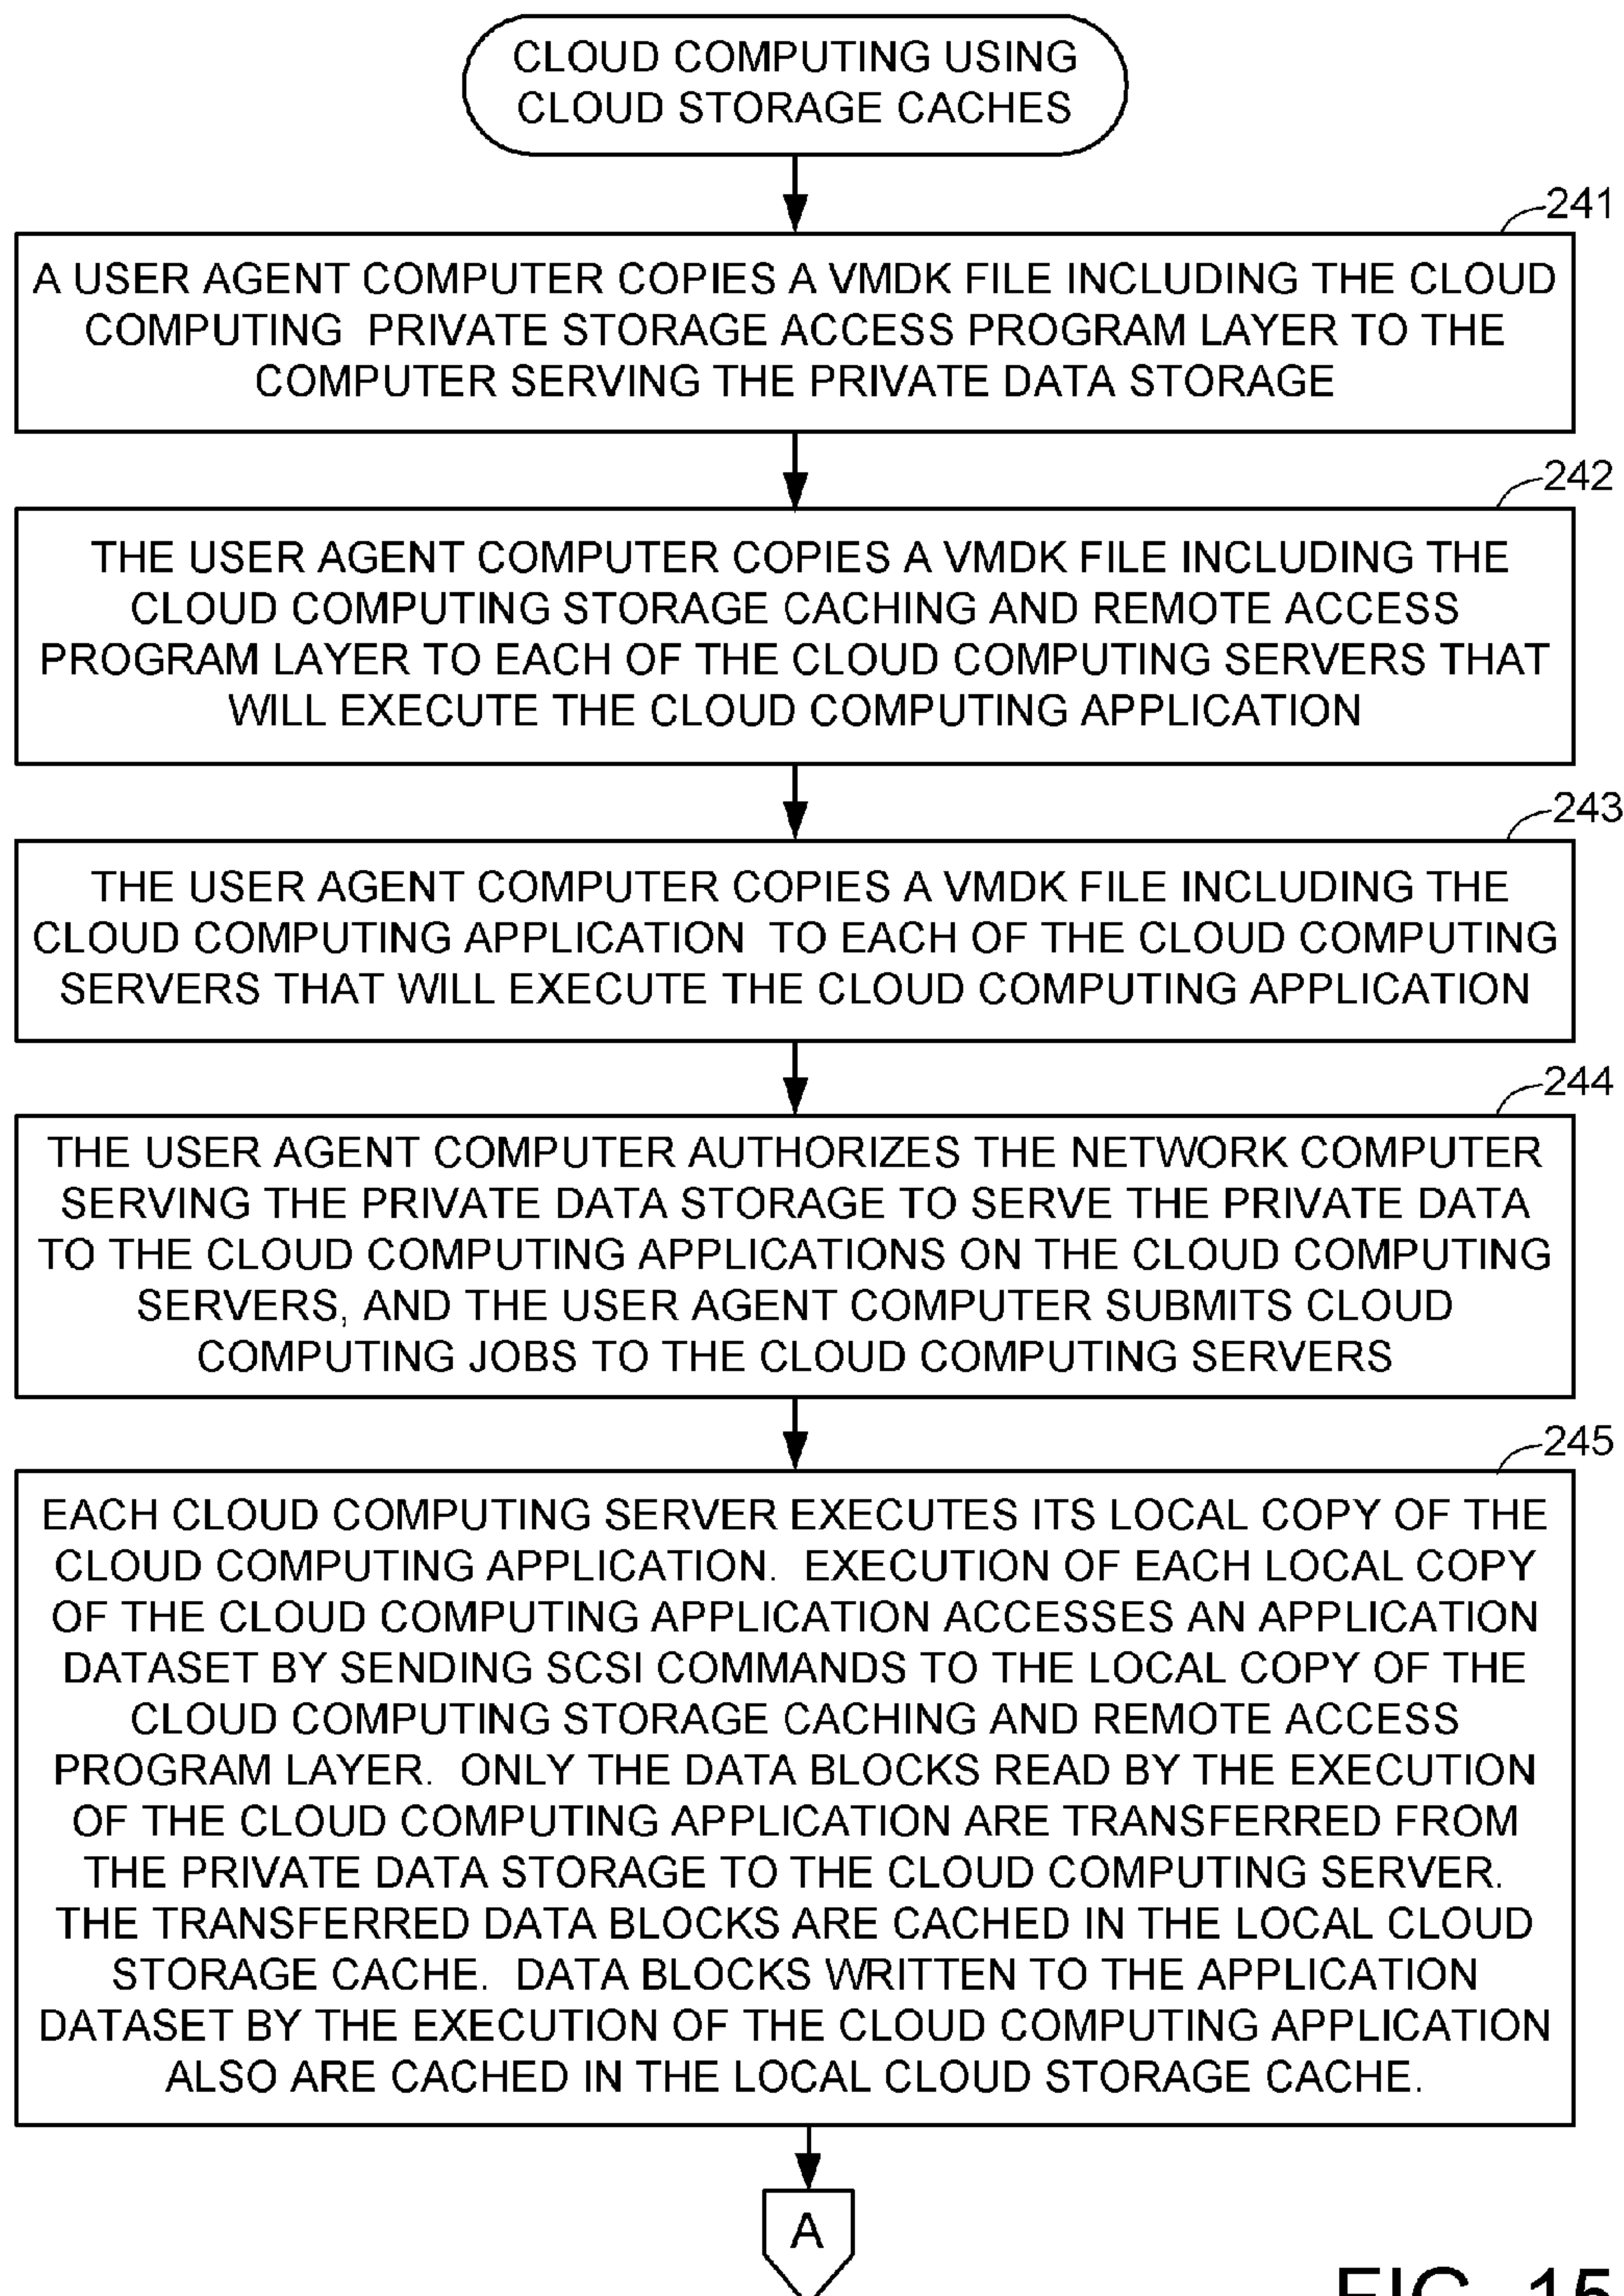 CLOUD COMPUTING USING
CLOUD STORAGE CACHES
241
A USER AGENT COMPUTER COPIES A VMDK FILE INCLUDING THE CLOUD
COMPUTING PRIVATE STORAGE ACCESS PROGRAM LAYER TO THE
COMPUTER SERVING THE PRIVATE DATA STORAGE
242
THE USER AGENT COMPUTER COPIES A VMDK FILE INCLUDING THE
CLOUD COMPUTING STORAGE CACHING AND REMOTE ACCESS
PROGRAM LAYER TO EACH OF THE CLOUD COMPUTING SERVERS THAT
WILL EXECUTE THE CLOUD COMPUTING APPLICATION
243
THE USER AGENT COMPUTER COPIES A VMDK FILE INCLUDING THE
CLOUD COMPUTING APPLICATION TO EACH OF THE CLOUD COMPUTING
SERVERS THAT WILL EXECUTE THE CLOUD COMPUTING APPLICATION
244
THE USER AGENT COMPUTER AUTHORIZES THE NETWORK COMPUTER
SERVING THE PRIVATE DATA STORAGE TO SERVE THE PRIVATE DATA
TO THE CLOUD COMPUTING APPLICATIONS ON THE CLOUD COMPUTING
SERVERS, AND THE USER AGENT COMPUTER SUBMITS CLOUD
COMPUTING JOBS TO THE CLOUD COMPUTING SERVERS
245
EACH CLOUD COMPUTING SERVER EXECUTES ITS LOCAL COPY OF THE
CLOUD COMPUTING APPLICATION. EXECUTION OF EACH LOCAL COPY
OF THE CLOUD COMPUTING APPLICATION ACCESSES AN APPLICATION
DATASET BY SENDING SCSI COMMANDS TO THE LOCAL COPY OF THE
CLOUD COMPUTING STORAGE CACHING AND REMOTE ACCESS
PROGRAM LAYER. ONLY THE DATA BLOCKS READ BY THE EXECUTION
OF THE CLOUD COMPUTING APPLICATION ARE TRANSFERRED FROM
THE PRIVATE DATA STORAGE TO THE CLOUD COMPUTING SERVER.
THE TRANSFERRED DATA BLOCKS ARE CACHED IN THE LOCAL CLOUD
STORAGE CACHE. DATA BLOCKS WRITTEN TO THE APPLICATION
DATASET BY THE EXECUTION OF THE CLOUD COMPUTING APPLICATION
ALSO ARE CACHED IN THE LOCAL CLOUD STORAGE CACHE.
A
FIG. 15